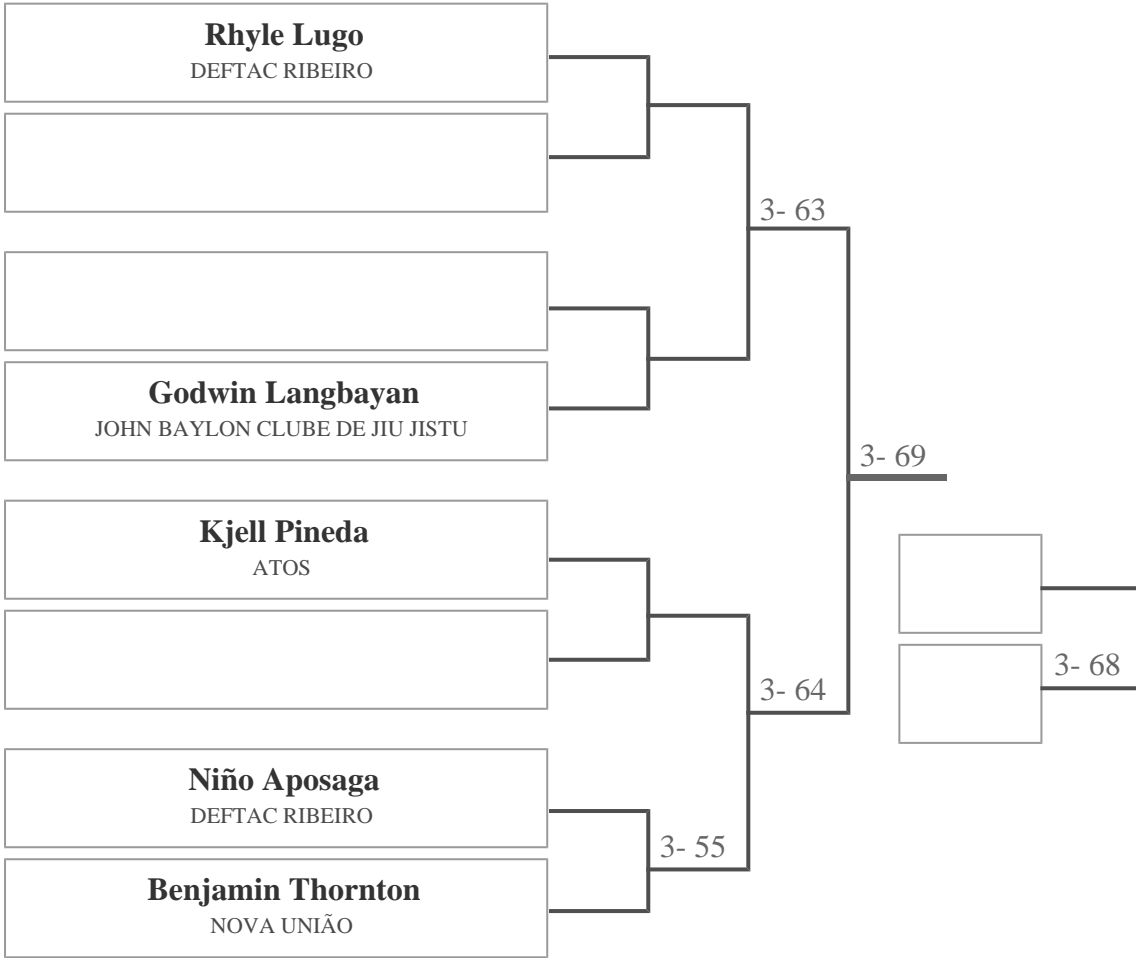 Rhyle Lugo
DEFTAC RIBEIRO
3- 63
Godwin Langbayan
JOHN BAYLON CLUBE DE JIU JISTU
3- 69
Kjell Pineda
ATOS
3- 68
3- 64
Niño Aposaga
DEFTAC RIBEIRO
3- 55
Benjamin Thornton
NOVA UNIÃO